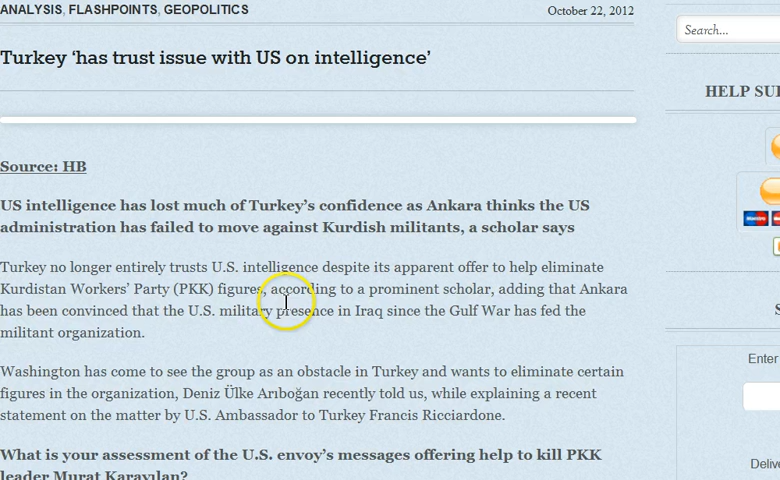 ANALYSIS, FLASHPOINTS, GEOPOLITICS
October 22, 2012
Search...
Turkey ‘has trust issue with US on intelligence’
HELP
Source: HB
US intelligence has lost much of Turkey’s confidence as Ankara thinks the US
administration has failed to move against Kurdish militants, a scholar says
Turkey no longer entirely trusts U.S. intelligence despite its apparent offer to help eliminate
Kurdistan Workers’ Party (PKK) figures, according to a prominent scholar, adding that Ankara
has been convinced that the U.S. military presence in Iraq since the Gulf War has fed the
militant organization.
Washington has come to see the group as an obstacle in Turkey and wants to eliminate certain
figures in the organization, Deniz Ülke Arıboğan recently told us, while explaining a recent
statement on the matter by U.S. Ambassador to Turkey Francis Ricciardone.
What is your assessment of the U.S. envoy’s messages offering help to kill PKK
leader Murat Karayılan?
Enter